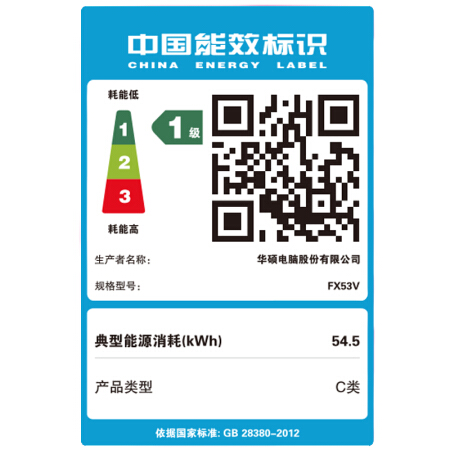 中国能效标识
CHINA ENERGY LABEL
耗能低
1
2
3
耗能高
1级
生产者名称: 华硕电脑股份有限公司
规格型号: FX53V
典型能源消耗(kWh) 54.5
产品类型 C类
依据国家标准: GB 28380-2012